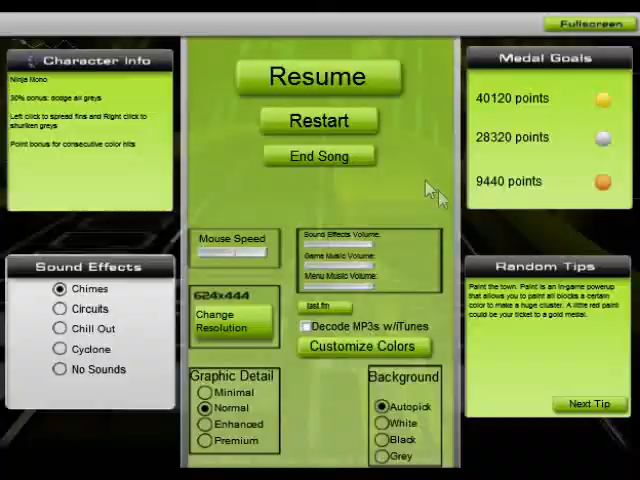 Fullscreen
Character Info
Ninja Mono
30% bonus: dodge all greys
Left click to spread fins and Right click to
shuriken greys
Point bonus for consecutive color hits
Resume
Restart
End Song
Medal Goals
40120 points
28320 points
9440 points
Mouse Speed
Sound Effects Volume:
Game Music Volume:
Menu Music Volume:
624x444
Change
Resolution
last.fm
Decode MP3s w/iTunes
Customize Colors
Graphic Detail
Minimal
Normal
Enhanced
Premium
Background
Autopick
White
Black
Grey
Sound Effects
Chimes
Circuits
Chill Out
Cyclone
No Sounds
Random Tips
Paint the town. Paint is an in-game powerup
that allows you to paint all blocks a certain
color to make a huge cluster. A little red paint
could be your ticket to a gold medal.
Next Tip